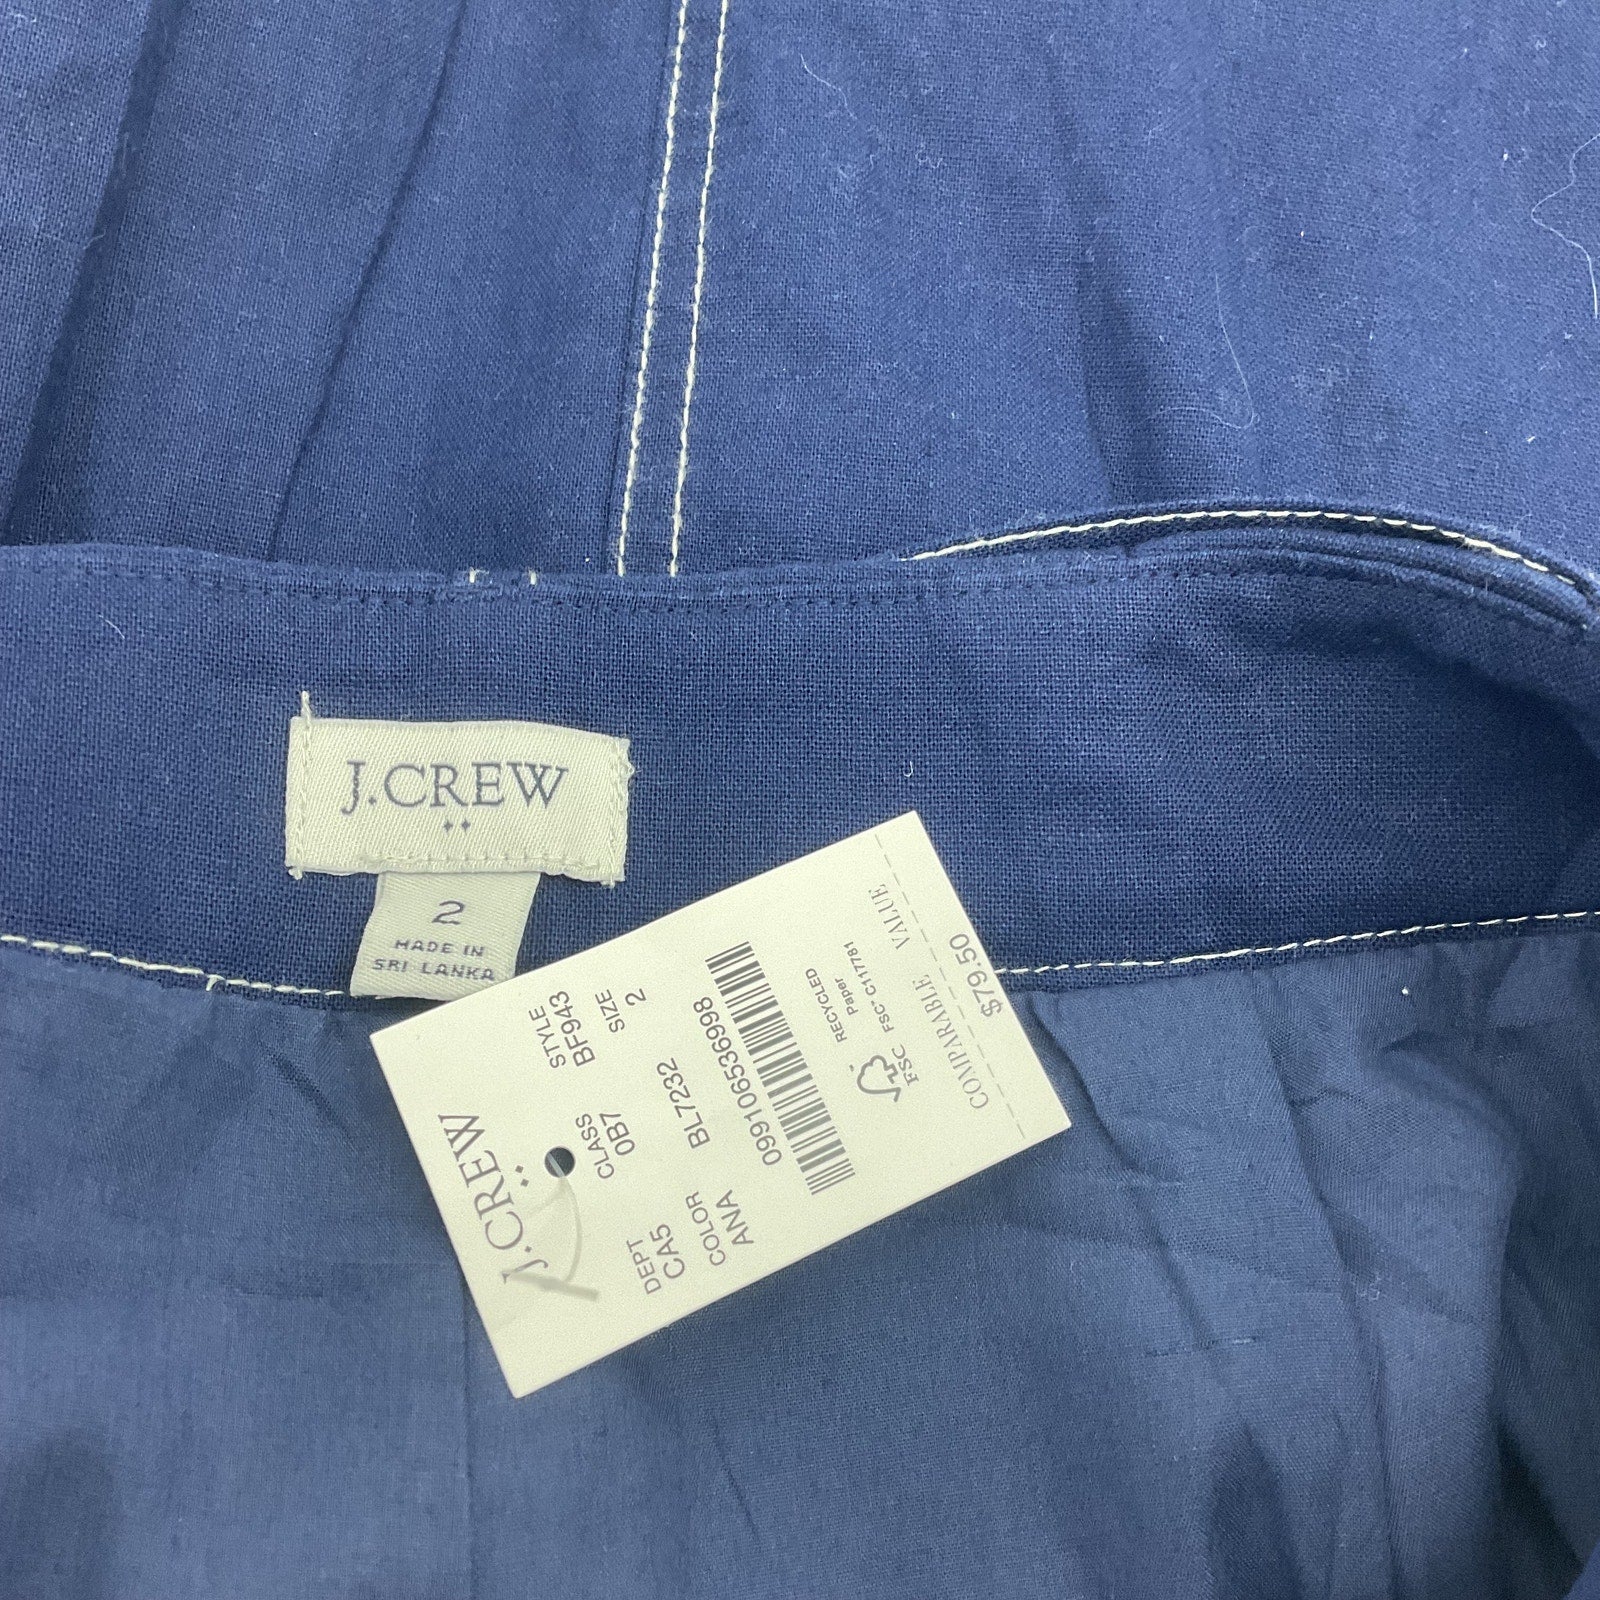 J.CREW
2
MADE IN
SRI LANKA
J.CREW
DEPT CLASS STYLE
CA5 0B7 BF943
COLOR SIZE
ANA BL7232 2
099106536998
FSC RECYCLED
Paper
FSC® C117781
COMPARABLE VALUE
$79.50